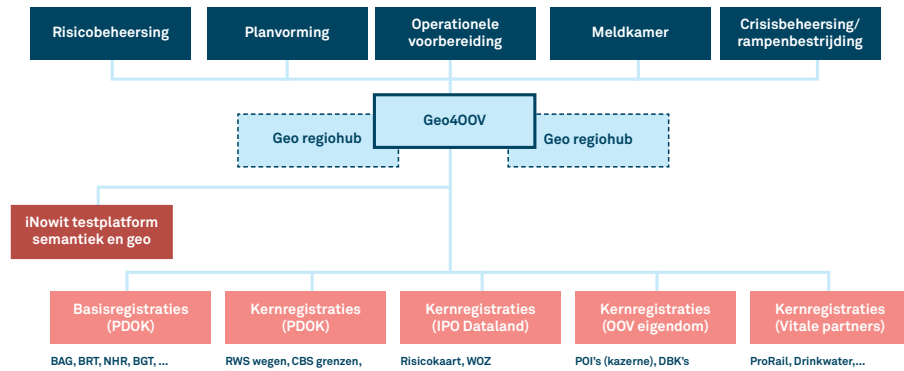 Risicobeheersing
Planvorming
Operationele
voorbereiding
Meldkamer
Crisisbeheersing/
rampenbestrijding
Geo4OOV
Geo regiohub
Geo regiohub
iNowit testplatform
semantiek en geo
Basisregistraties
(PDOK)
Kernregistraties
(PDOK)
Kernregistraties
(IPO Dataland)
Kernregistraties
(OOV eigendom)
Kernregistraties
(Vitale partners)
BAG, BRT, NHR, BGT, ...
RWS wegen, CBS grenzen,
Risicokaart, WOZ
POI's (kazerne), DBK's
ProRail, Drinkwater,...